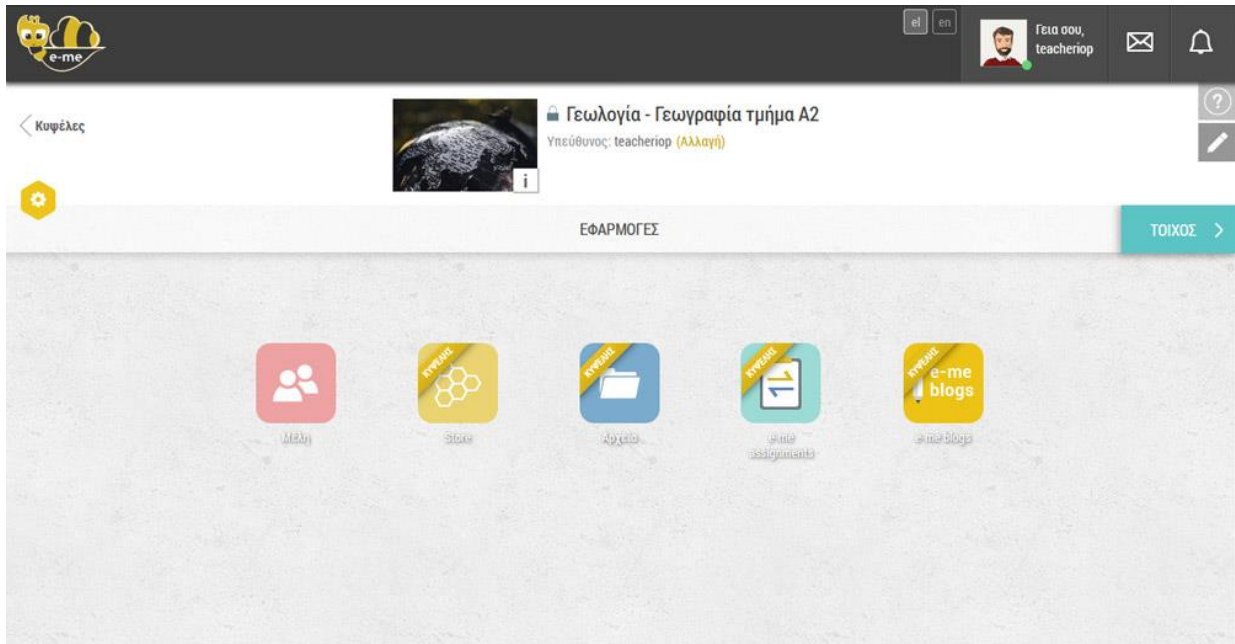 e-me
el en
Γεια σου,
teacheriop
Κυψέλες
Γεωλογία - Γεωγραφία τμήμα Α2
Υπεύθυνος: teacheriop (Αλλαγή)
i
?
ΕΦΑΡΜΟΓΕΣ
ΤΟΙΧΟΣ
ΚΥΨΕΛΗΣ
ΚΥΨΕΛΗΣ
ΚΥΨΕΛΗΣ
ΚΥΨΕΛΗΣ
e-me
blogs
Μέλη
Store
Αρχεία
e-me
assignments
e-me blogs